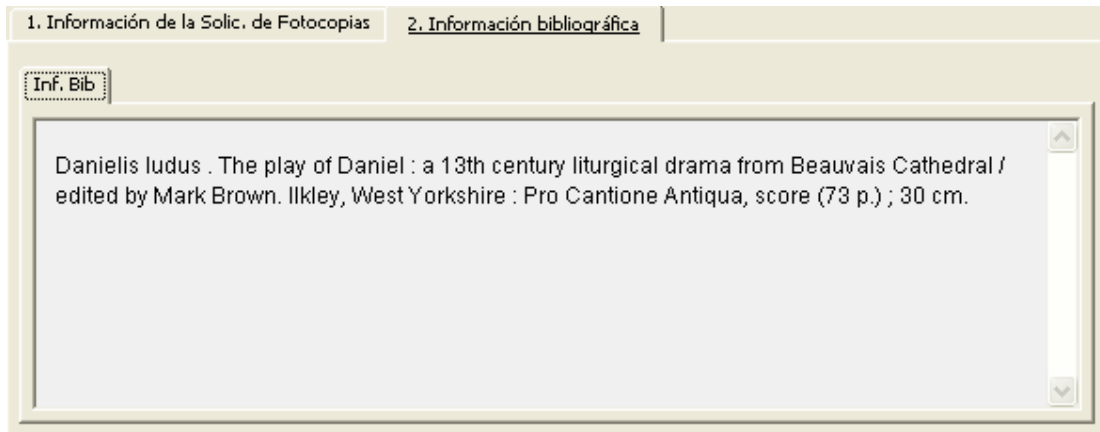 1. Información de la Solic. de Fotocopias
2. Información bibliográfica
Inf. Bib
Danielis ludus . The play of Daniel : a 13th century liturgical drama from Beauvais Cathedral /
edited by Mark Brown. Ilkley, West Yorkshire : Pro Cantione Antiqua, score (73 p.) ; 30 cm.